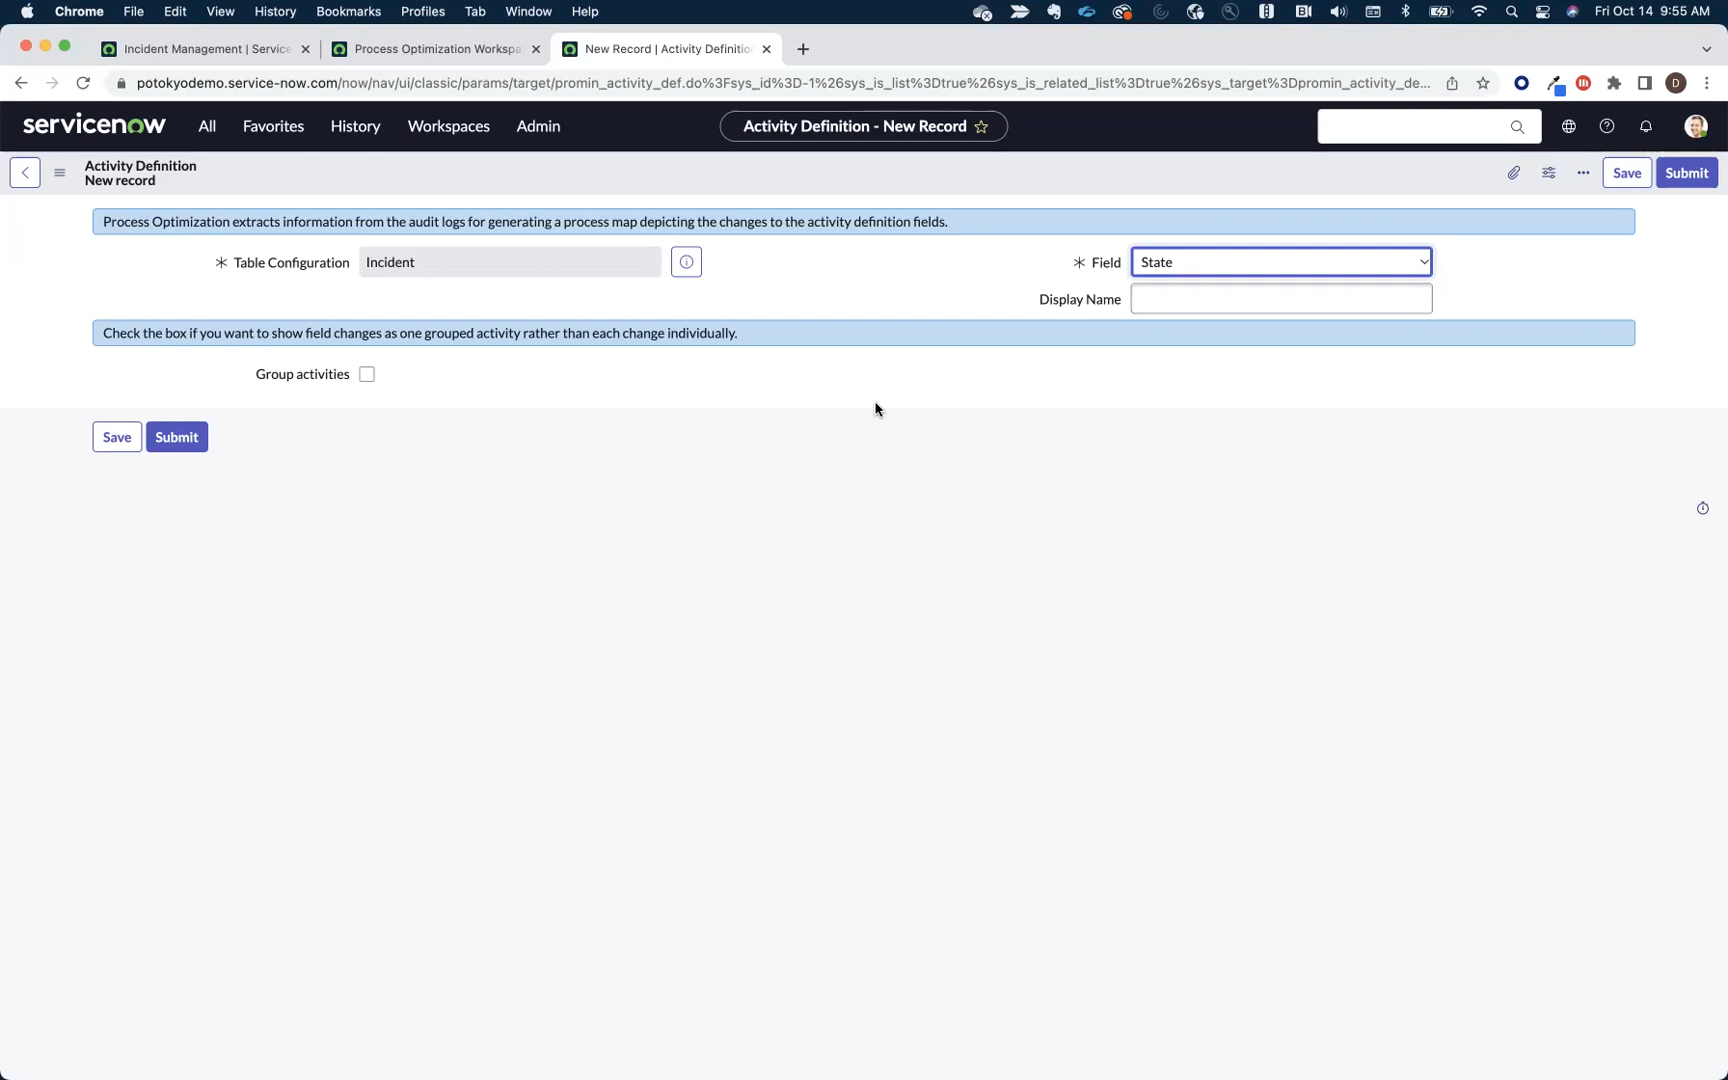 Chrome File Edit View History Bookmarks Profiles Tab Window Help Fri Oct 14 9:55 AM
Incident Management | Service Process Optimization Workspa New Record | Activity Definitio
potokyodemo.service-now.com/now/nav/ui/classic/params/target/promin_activity_def.do%3Fsys_id%3D-1%26sys_is_list%3Dtrue%26sys_is_related_list%3Dtrue%26sys_target%3Dpromin_activity_de... D
servicenow All Favorites History Workspaces Admin Activity Definition - New Record
Activity Definition
New record
Save Submit
Process Optimization extracts information from the audit logs for generating a process map depicting the changes to the activity definition fields.
Table Configuration Incident Field State
Display Name
Check the box if you want to show field changes as one grouped activity rather than each change individually.
Group activities
Save Submit